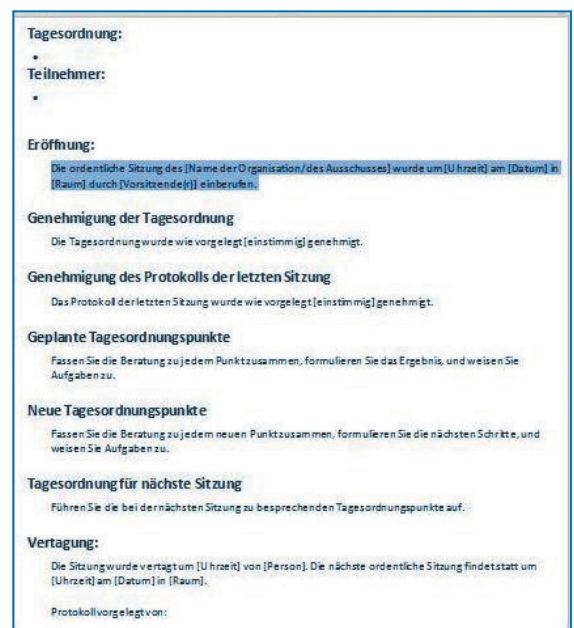 Tagesordnung:
•
Teilnehmer:
•
Eröffnung:
Die ordentliche Sitzung des [Name der Organisation/des Ausschusses] wurde um [Uhrzeit] am [Datum] in
[Raum] durch [Vorsitzende(r)] einberufen.
Genehmigung der Tagesordnung
Die Tagesordnung wurde wie vorgelegt [einstimmig] genehmigt.
Genehmigung des Protokolls der letzten Sitzung
Das Protokoll der letzten Sitzung wurde wie vorgelegt [einstimmig] genehmigt.
Geplante Tagesordnungspunkte
Fassen Sie die Beratung zu jedem Punkt zusammen, formulieren Sie das Ergebnis, und weisen Sie
Aufgaben zu.
Neue Tagesordnungspunkte
Fassen Sie die Beratung zu jedem neuen Punkt zusammen, formulieren Sie die nächsten Schritte, und
weisen Sie Aufgaben zu.
Tagesordnung für nächste Sitzung
Führen Sie die bei der nächsten Sitzung zu besprechenden Tagesordnungspunkte auf.
Vertagung:
Die Sitzung wurde vertagt um [Uhrzeit] von [Person]. Die nächste ordentliche Sitzung findet statt um
[Uhrzeit] am [Datum] in [Raum].
Protokoll vorgelegt von: